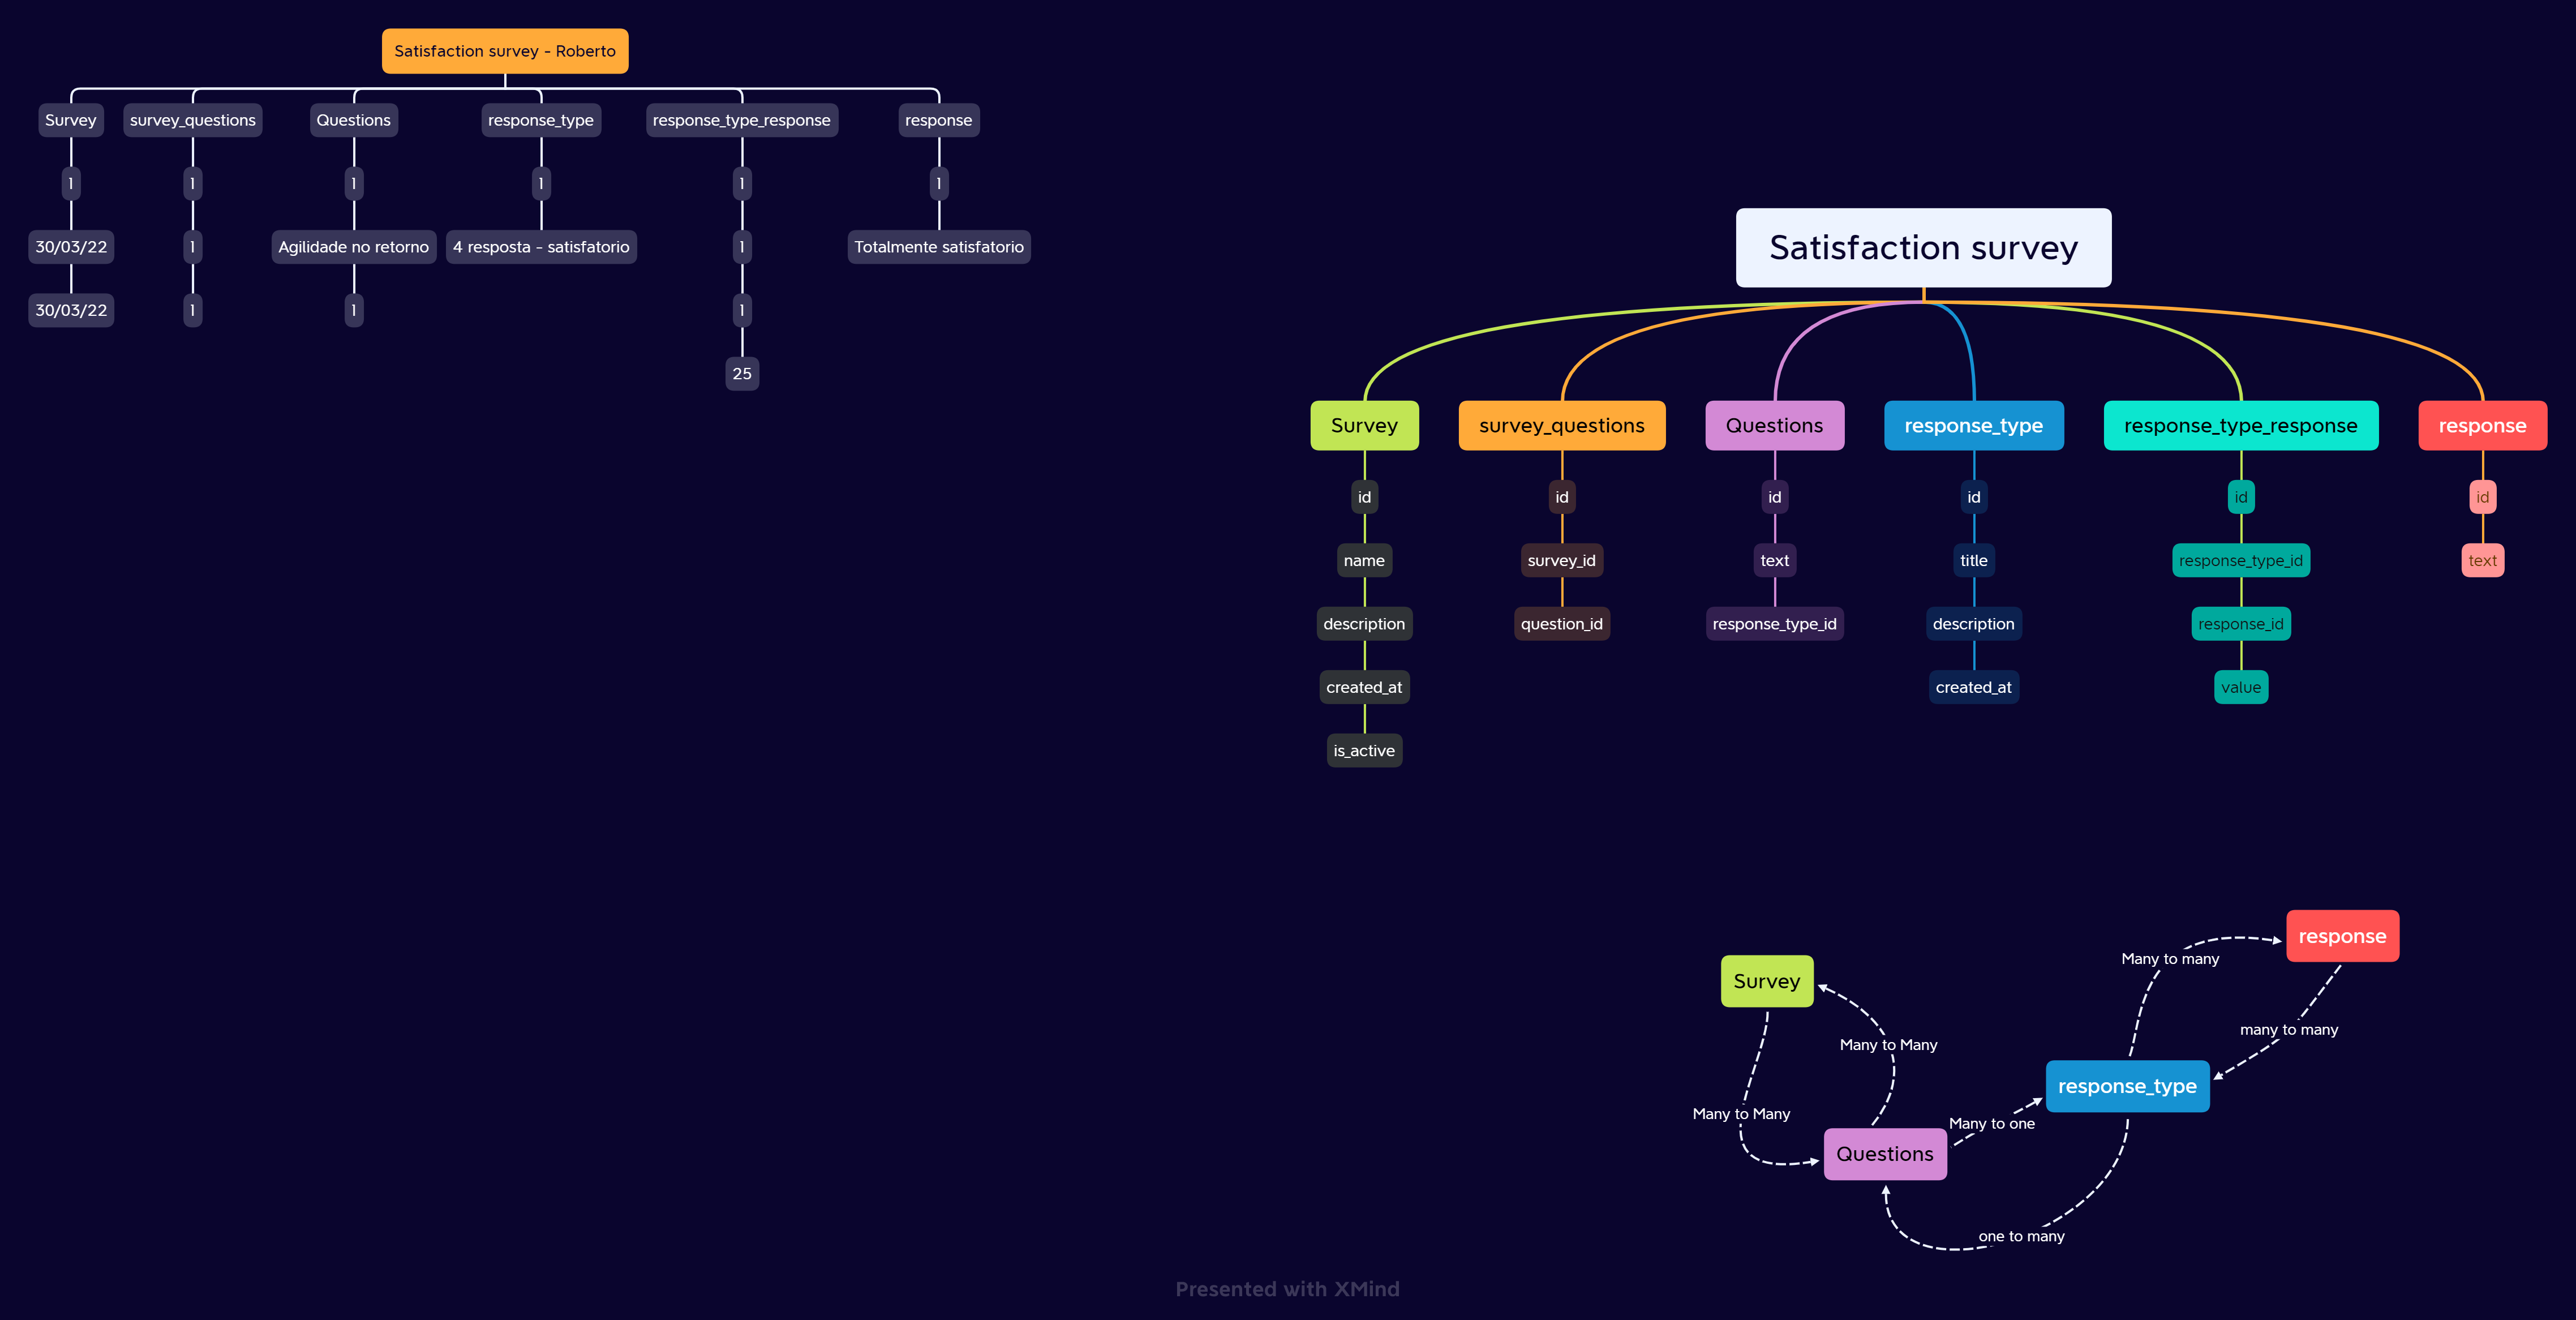 Satisfaction survey - Roberto
Survey
survey_questions
Questions
response_type
response_type_response
response
1
1
1
1
1
1
30/03/22
1
Agilidade no retorno
4 resposta - satisfatorio
1
Totalmente satisfatorio
30/03/22
1
1
1
25
Satisfaction survey
Survey
survey_questions
Questions
response_type
response_type_response
response
id
id
id
id
id
id
name
survey_id
text
title
response_type_id
text
description
question_id
response_type_id
description
response_id
created_at
created_at
value
is_active
response
Many to many
Survey
many to many
Many to Many
response_type
Many to Many
Many to one
Questions
one to many
Presented with XMind